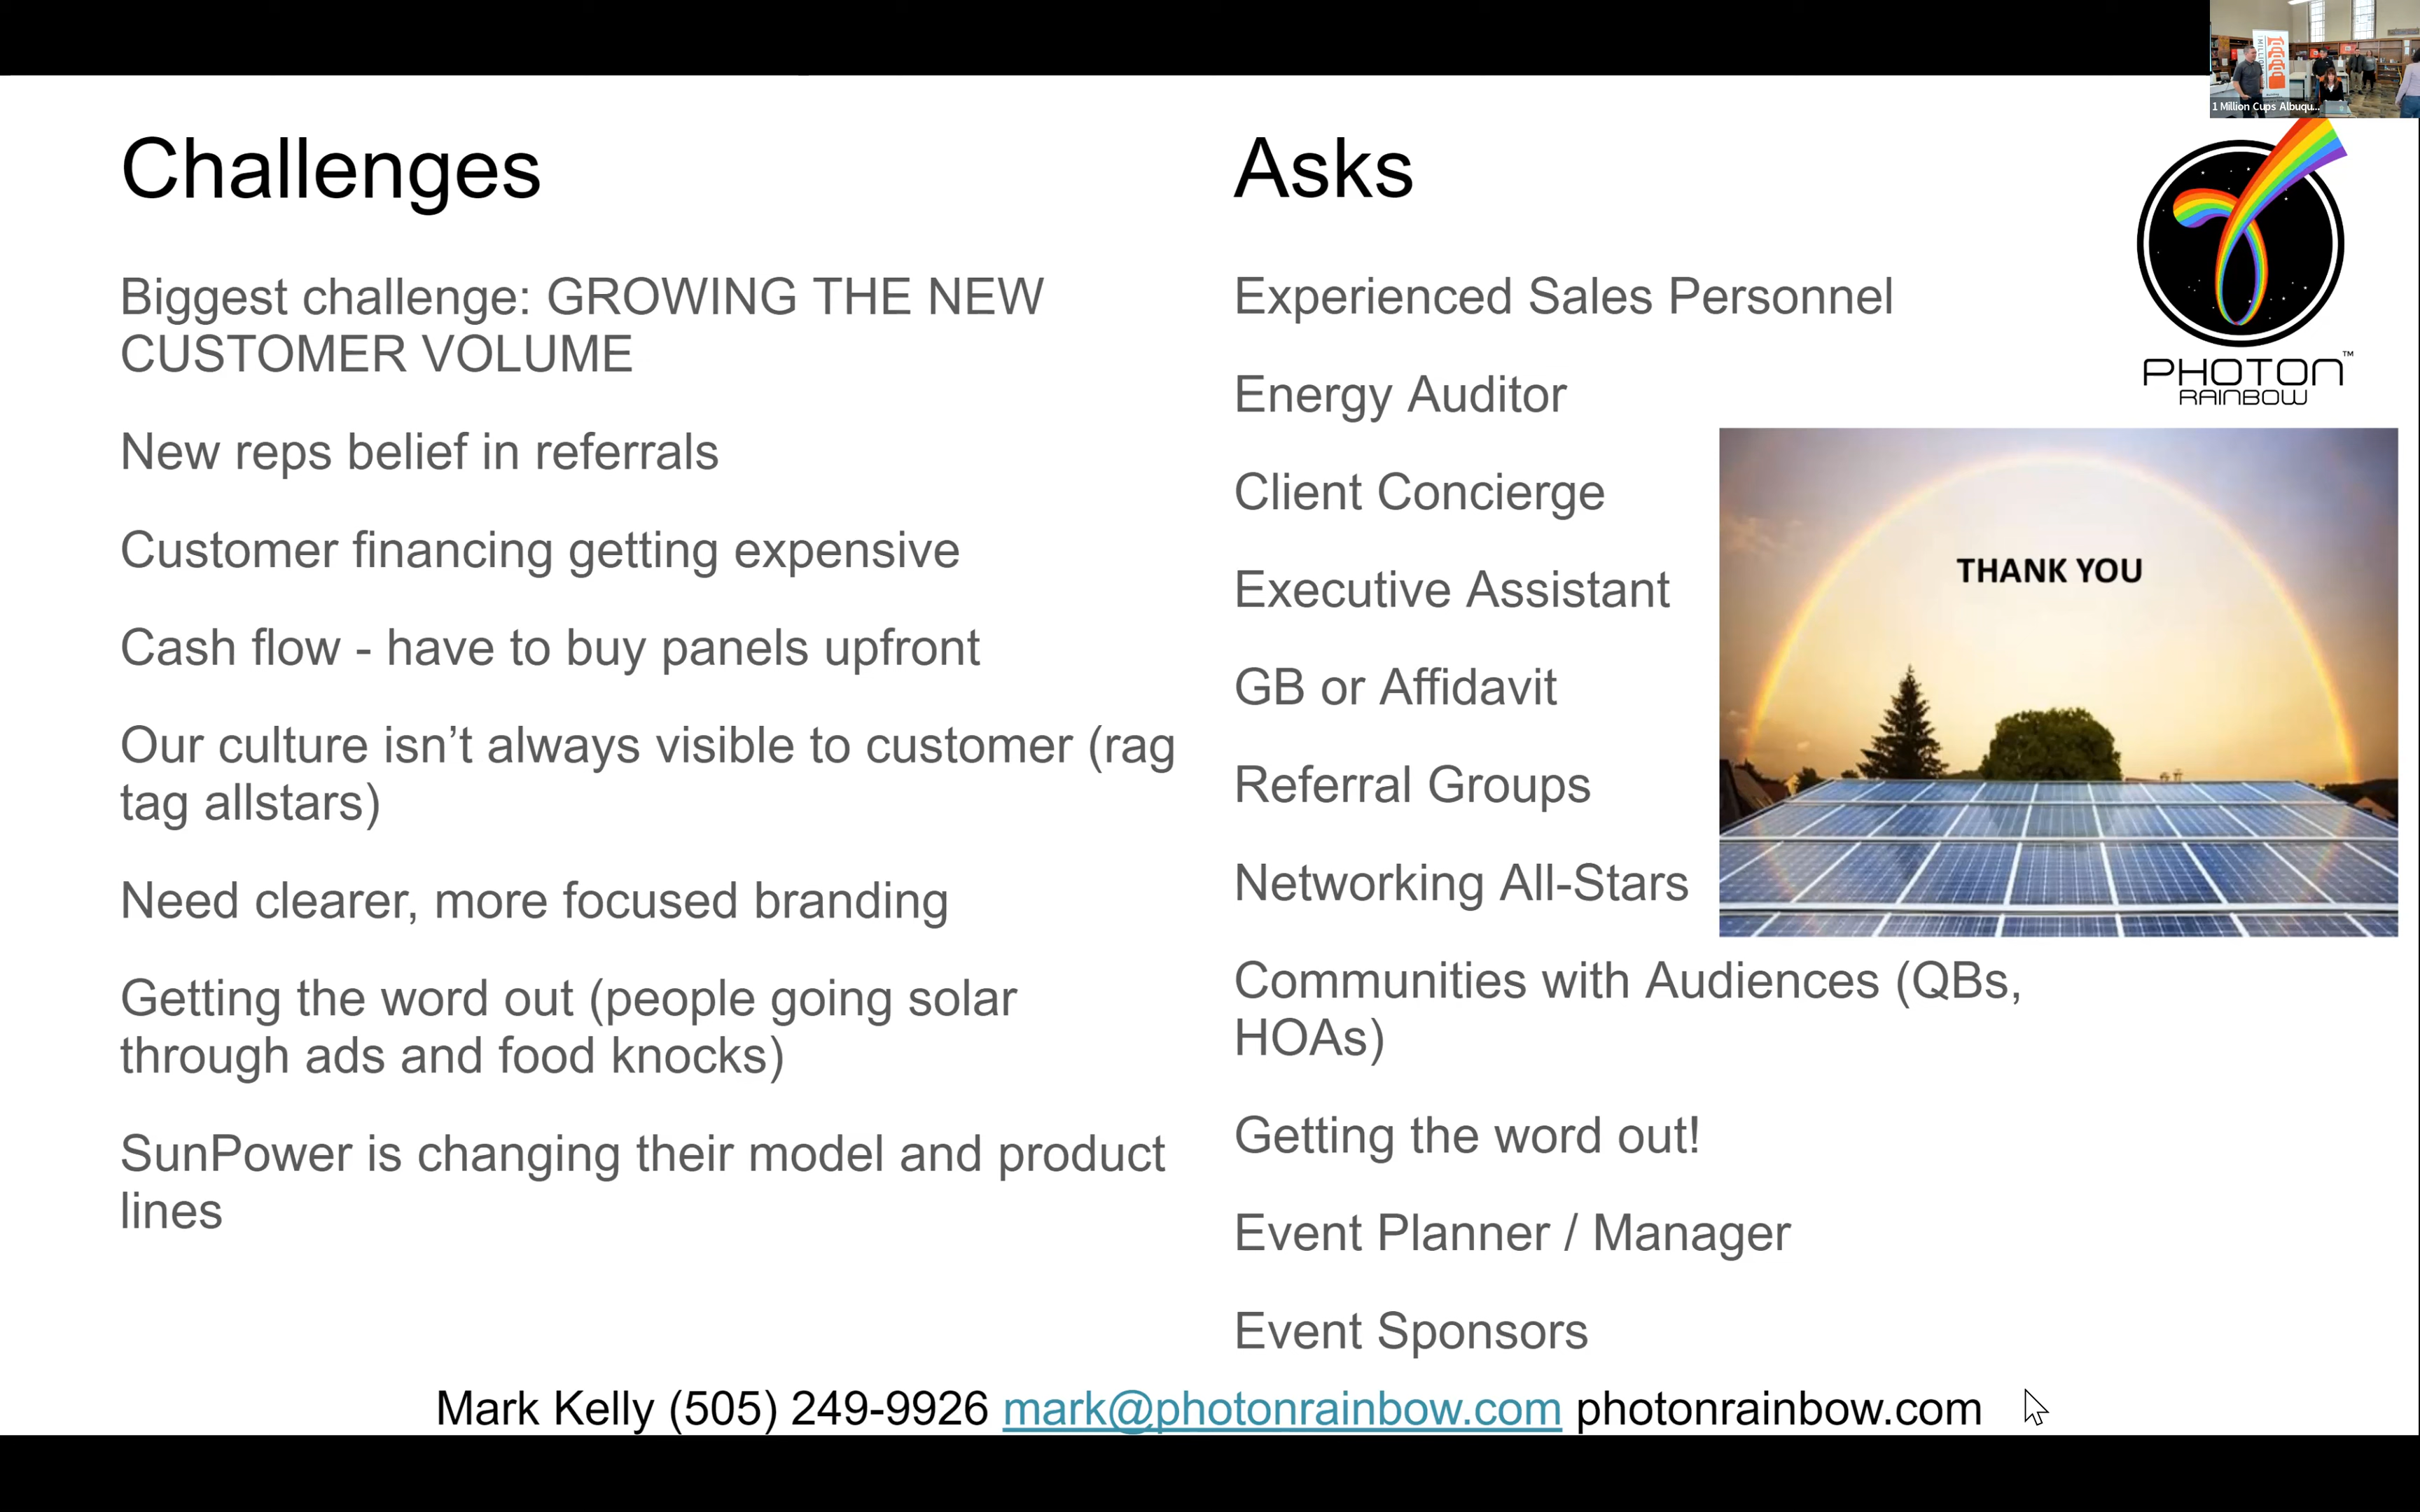 1 Million Cups Albuqu...
Challenges
Biggest challenge: GROWING THE NEW
CUSTOMER VOLUME
New reps belief in referrals
Customer financing getting expensive
Cash flow - have to buy panels upfront
Our culture isn’t always visible to customer (rag
tag allstars)
Need clearer, more focused branding
Getting the word out (people going solar
through ads and food knocks)
SunPower is changing their model and product
lines
Asks
Experienced Sales Personnel
Energy Auditor
Client Concierge
Executive Assistant
GB or Affidavit
Referral Groups
Networking All-Stars
Communities with Audiences (QBs,
HOAs)
Getting the word out!
Event Planner / Manager
Event Sponsors
PHOTON™
RAINBOW
THANK YOU
Mark Kelly (505) 249-9926 mark@photonrainbow.com photonrainbow.com